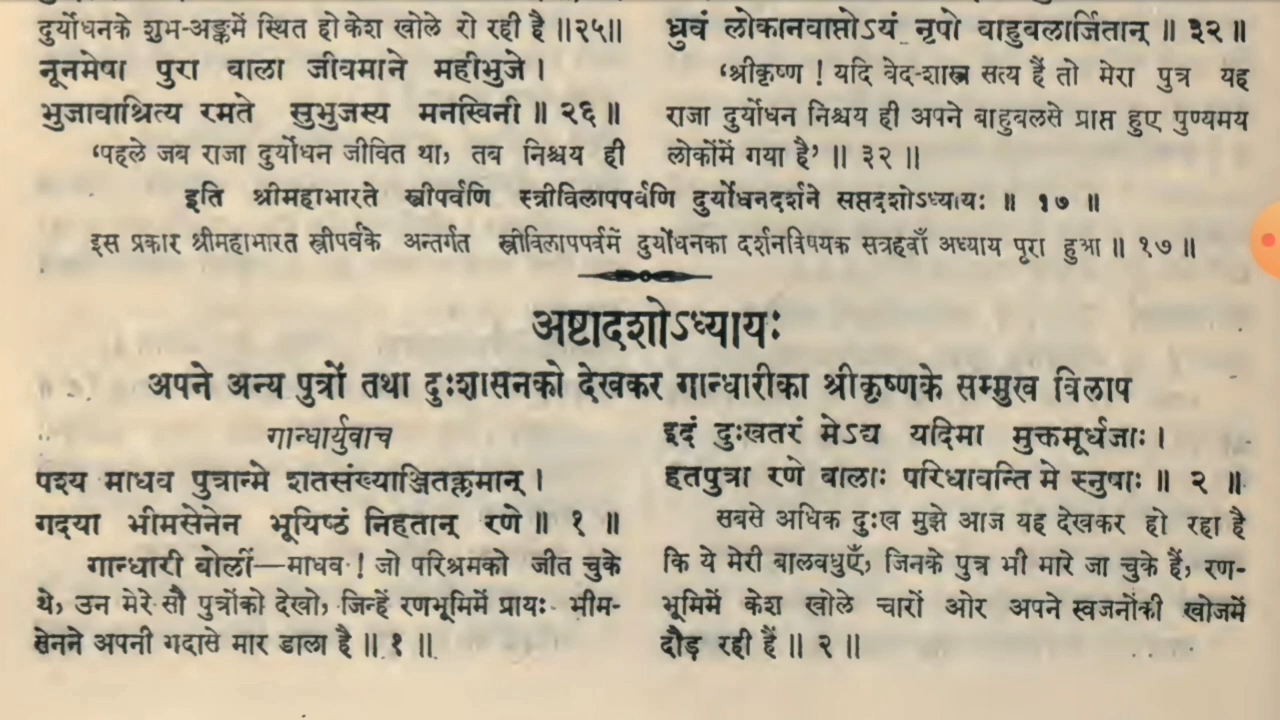 दुर्योधनके शुभ-अङ्कमें स्थित हो केश खोले रो रही है ॥२५॥
नूनमेषा पुरा बाला जीवमाने महीभुजे ।
भुजावाश्रित्य रमते सुभुजस्य मनस्विनी ॥ २६ ॥
‘पहले जब राजा दुर्योधन जीवित था, तब निश्चय ही
ध्रुवं लोकानवाप्तोऽयं नृपो बाहुबलार्जितान् ॥ ३२ ॥
‘श्रीकृष्ण ! यदि वेद-शास्त्र सत्य हैं तो मेरा पुत्र यह
राजा दुर्योधन निश्चय ही अपने बाहुबलसे प्राप्त हुए पुण्यमय
लोकोंमें गया है’ ॥ ३२ ॥
इति श्रीमहाभारते स्त्रीपर्वणि स्त्रीविलापपर्वणि दुर्योधनदर्शने सप्तदशोऽध्यायः ॥ १७ ॥
इस प्रकार श्रीमहाभारत स्त्रीपर्वके अन्तर्गत स्त्रीविलापपर्वमें दुर्योधनका दर्शनविषयक सत्रहवाँ अध्याय पूरा हुआ ॥ १७ ॥
अष्टादशोऽध्यायः
अपने अन्य पुत्रों तथा दुःशासनको देखकर गान्धारीका श्रीकृष्णके सम्मुख विलाप
गान्धार्युवाच
पश्य माधव पुत्रान्मे शतसंख्याञ्जितक्लमान् ।
गदया भीमसेनेन भूयिष्ठं निहतान् रणे ॥ १ ॥
गान्धारी बोलीं—माधव ! जो परिश्रमको जीत चुके
थे, उन मेरे सौ पुत्रोंको देखो, जिन्हें रणभूमिमें प्रायः भीम-
सेनने अपनी गदासे मार डाला है ॥ १ ॥
इदं दुःखतरं मेऽद्य यदिमा मुक्तमूर्धजाः ।
हतपुत्रा रणे बालाः परिधावन्ति मे स्नुषाः ॥ २ ॥
सबसे अधिक दुःख मुझे आज यह देखकर हो रहा है
कि ये मेरी बालवधुएँ, जिनके पुत्र भी मारे जा चुके हैं, रण-
भूमिमें केश खोले चारों ओर अपने स्वजनोंकी खोजमें
दौड़ रही हैं ॥ २ ॥